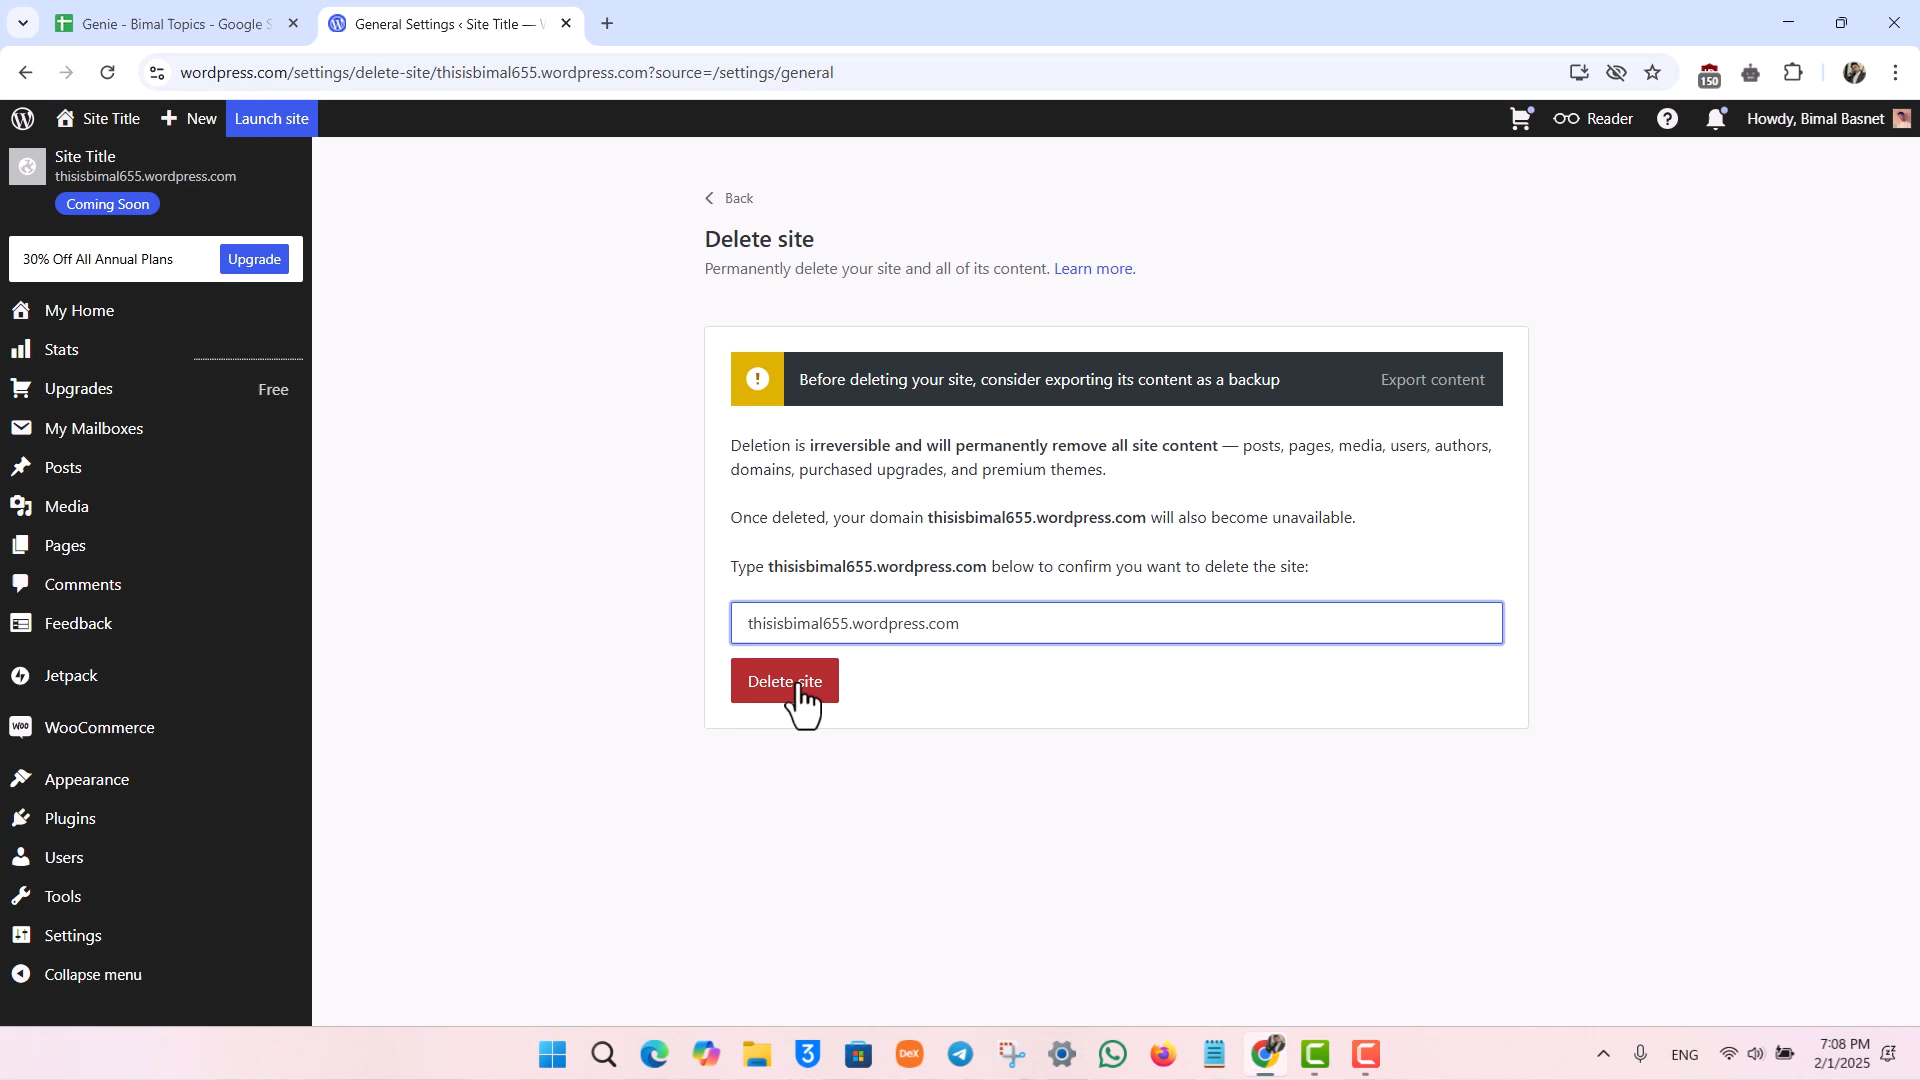 Genie - Bimal Topics - Google S
General Settings ‹ Site Title — W
wordpress.com/settings/delete-site/thisisbimal655.wordpress.com?source=/settings/general
150
Site Title
New
Launch site
Reader
Howdy, Bimal Basnet
Site Title
thisisbimal655.wordpress.com
Coming Soon
30% Off All Annual Plans
Upgrade
My Home
Stats
Upgrades
Free
My Mailboxes
Posts
Media
Pages
Comments
Feedback
Jetpack
Woo
WooCommerce
Appearance
Plugins
Users
Tools
Settings
Collapse menu
Back
Delete site
Permanently delete your site and all of its content. Learn more.
Before deleting your site, consider exporting its content as a backup
Export content
Deletion is irreversible and will permanently remove all site content — posts, pages, media, users, authors,
domains, purchased upgrades, and premium themes.
Once deleted, your domain thisisbimal655.wordpress.com will also become unavailable.
Type thisisbimal655.wordpress.com below to confirm you want to delete the site:
thisisbimal655.wordpress.com
Delete site
DeX
ENG
7:08 PM
2/1/2025